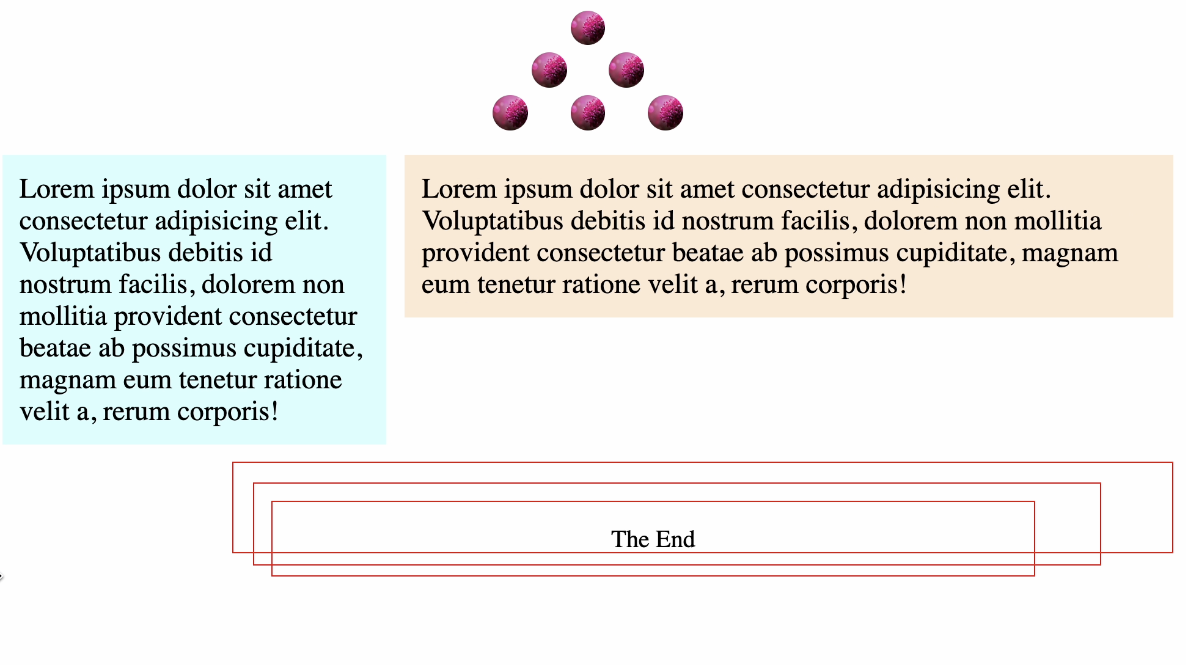 Lorem ipsum dolor sit amet
consectetur adipisicing elit.
Voluptatibus debitis id
nostrum facilis, dolorem non
mollitia provident consectetur
beatae ab possimus cupiditate,
magnam eum tenetur ratione
velit a, rerum corporis!
Lorem ipsum dolor sit amet consectetur adipisicing elit.
Voluptatibus debitis id nostrum facilis, dolorem non mollitia
provident consectetur beatae ab possimus cupiditate, magnam
eum tenetur ratione velit a, rerum corporis!
The End